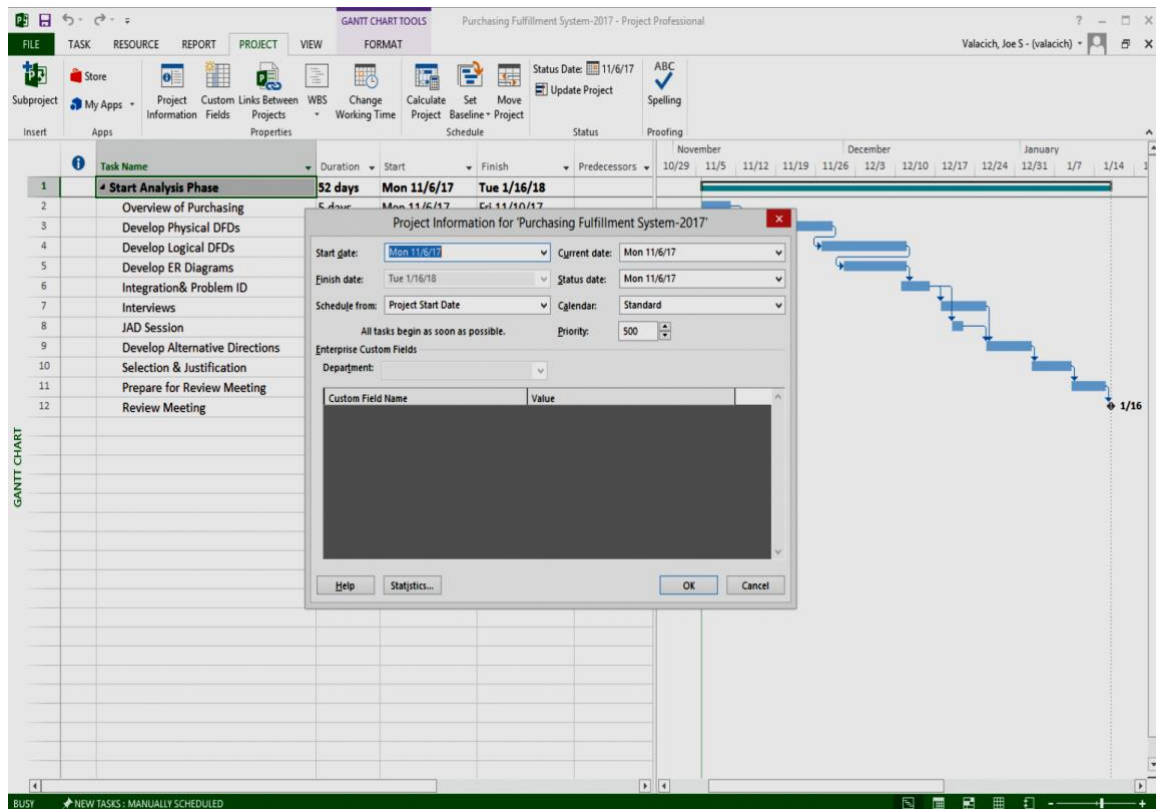 GANTT CHART TOOLS
Purchasing Fulfillment System-2017 - Project Professional
FILE TASK RESOURCE REPORT PROJECT VIEW FORMAT
Valacich, Joe S - (valacich)
Subproject
Store
My Apps
Project Information
Custom Fields
Links Between Projects
WBS
Change Working Time
Calculate Project
Set Baseline
Move Project
Status Date: 11/6/17
Update Project
ABC
Spelling
Insert Apps Properties Schedule Status Proofing
November December January
Task Name Duration Start Finish Predecessors 10/29 11/5 11/12 11/19 11/26 12/3 12/10 12/17 12/24 12/31 1/7 1/14
1 Start Analysis Phase 52 days Mon 11/6/17 Tue 1/16/18
2 Overview of Purchasing 5 days Mon 11/6/17 Fri 11/10/17
3 Develop Physical DFDs
4 Develop Logical DFDs
5 Develop ER Diagrams
6 Integration& Problem ID
7 Interviews
8 JAD Session
9 Develop Alternative Directions
10 Selection & Justification
11 Prepare for Review Meeting
12 Review Meeting
1/16
Project Information for 'Purchasing Fulfillment System-2017'
Start date: Mon 11/6/17 Current date: Mon 11/6/17
Finish date: Tue 1/16/18 Status date: Mon 11/6/17
Schedule from: Project Start Date Calendar: Standard
All tasks begin as soon as possible. Priority: 500
Enterprise Custom Fields
Department:
Custom Field Name Value
Help Statistics... OK Cancel
GANTT CHART
BUSY NEW TASKS : MANUALLY SCHEDULED